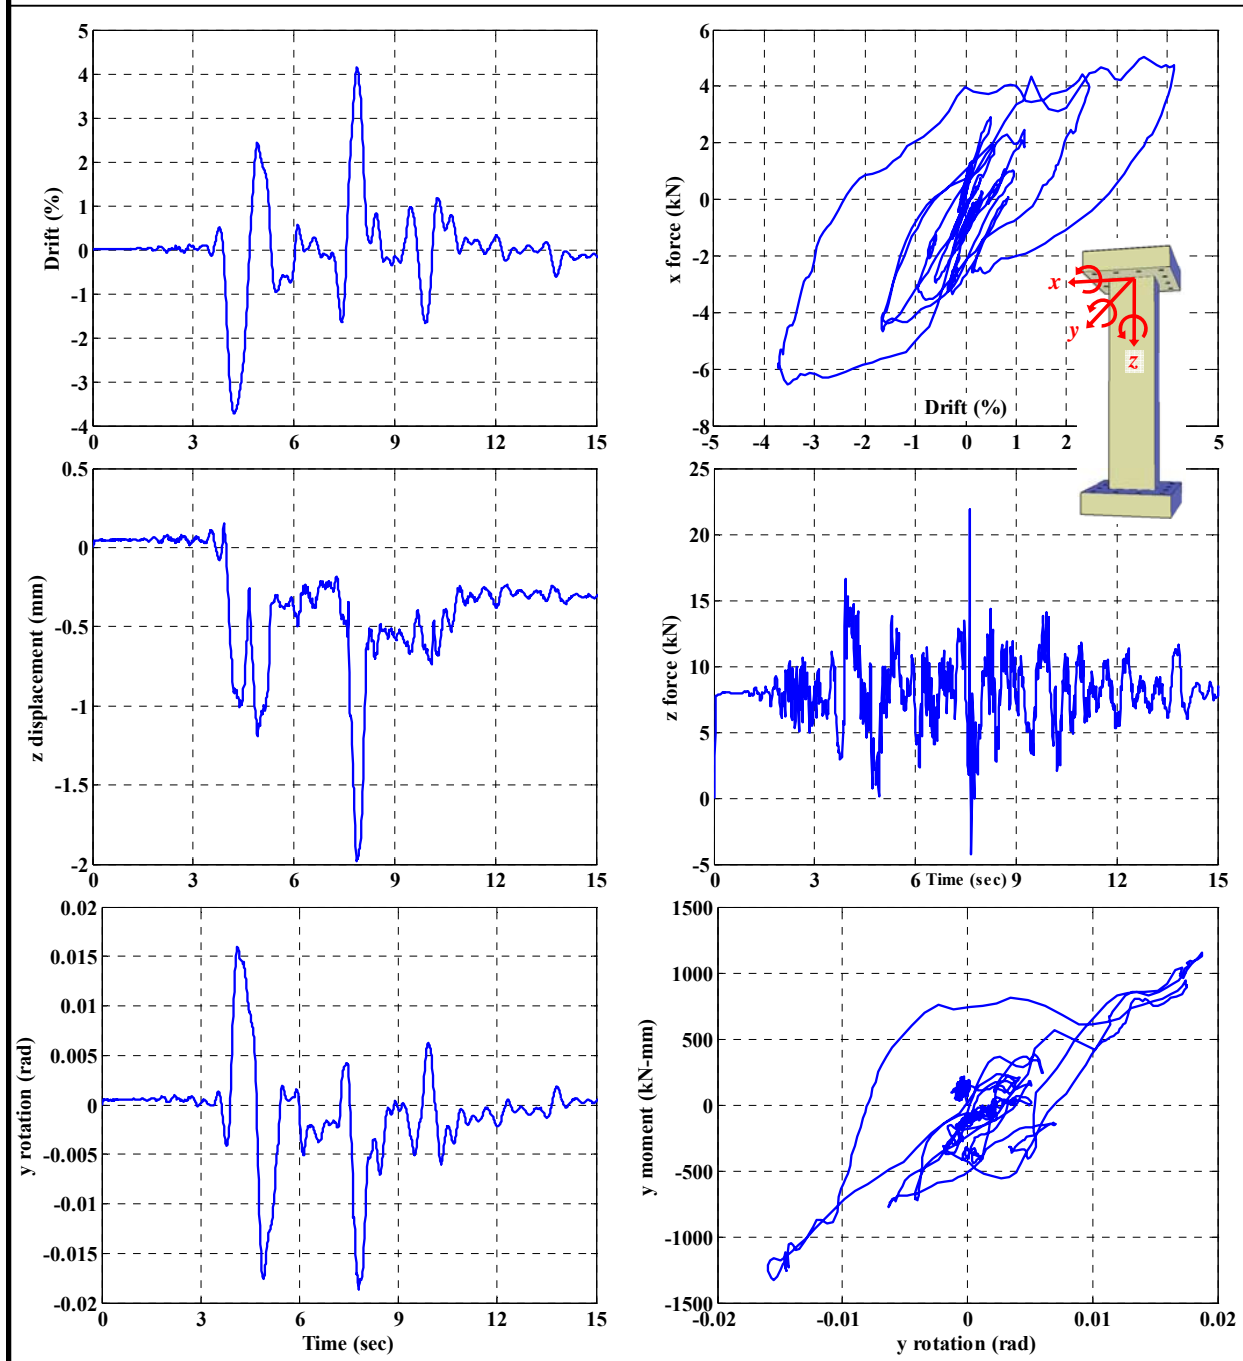 5
4
3
2
1
0
-1
-2
-3
-4
Drift (%)
0 3 6 9 12 15
6
4
2
0
-2
-4
-6
-8
x force (kN)
Drift (%)
-5 -4 -3 -2 -1 0 1 2 5
x
y
z
0.5
0
-0.5
-1
-1.5
-2
z displacement (mm)
0 3 6 9 12 15
25
20
15
10
5
0
-5
z force (kN)
0 3 6 Time (sec) 9 12 15
0.02
0.015
0.01
0.005
0
-0.005
-0.01
-0.015
-0.02
y rotation (rad)
0 3 6 9 12 15
Time (sec)
1500
1000
500
0
-500
-1000
-1500
y moment (kN-mm)
-0.02 -0.01 0 0.01 0.02
y rotation (rad)